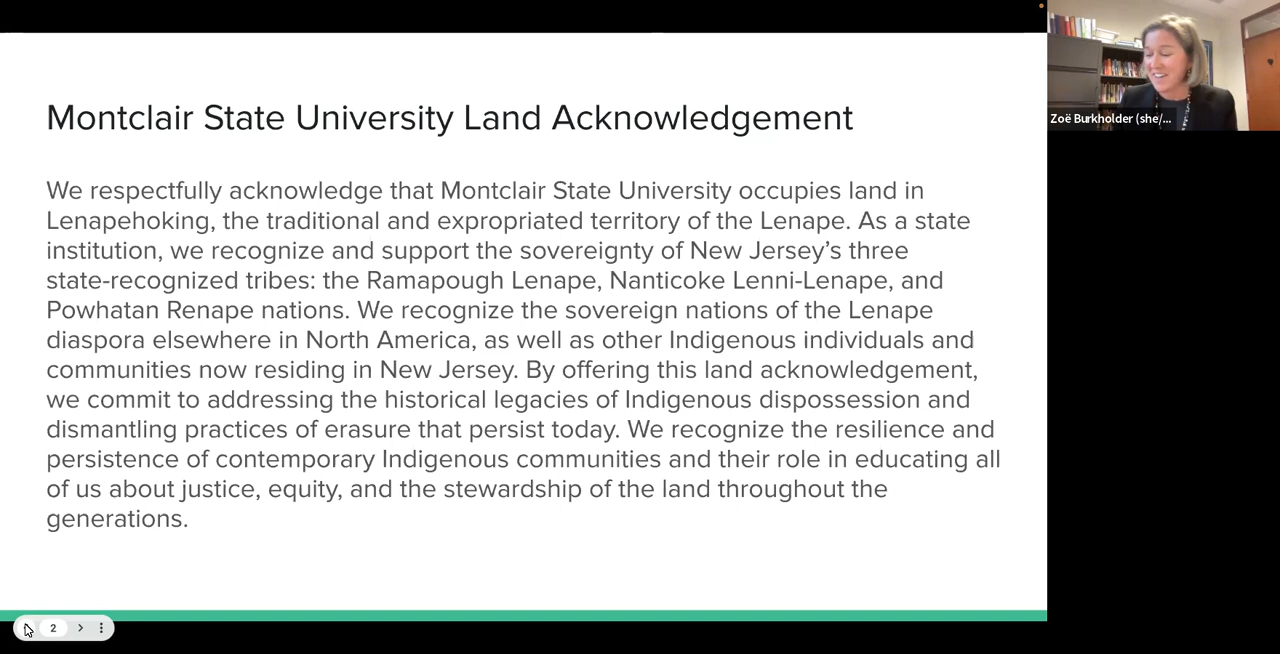 Montclair State University Land Acknowledgement
We respectfully acknowledge that Montclair State University occupies land in
Lenapehoking, the traditional and expropriated territory of the Lenape. As a state
institution, we recognize and support the sovereignty of New Jersey’s three
state-recognized tribes: the Ramapough Lenape, Nanticoke Lenni-Lenape, and
Powhatan Renape nations. We recognize the sovereign nations of the Lenape
diaspora elsewhere in North America, as well as other Indigenous individuals and
communities now residing in New Jersey. By offering this land acknowledgement,
we commit to addressing the historical legacies of Indigenous dispossession and
dismantling practices of erasure that persist today. We recognize the resilience and
persistence of contemporary Indigenous communities and their role in educating all
of us about justice, equity, and the stewardship of the land throughout the
generations.
Zoë Burkholder (she/...
2